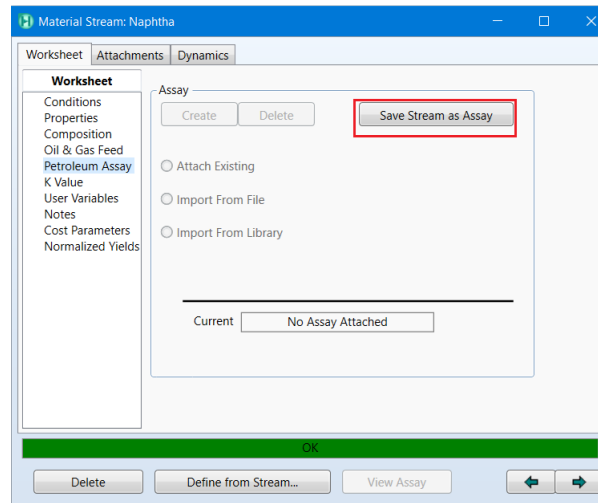 Material Stream: Naphtha
Worksheet Attachments Dynamics
Worksheet
Conditions
Properties
Composition
Oil & Gas Feed
Petroleum Assay
K Value
User Variables
Notes
Cost Parameters
Normalized Yields
Assay
Create Delete Save Stream as Assay
Attach Existing
Import From File
Import From Library
Current No Assay Attached
OK
Delete Define from Stream... View Assay